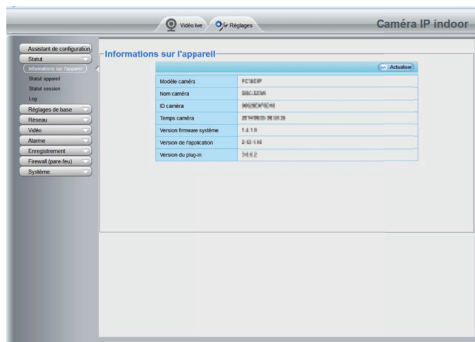 Vidéo live
Réglages
Caméra IP indoor
Assistant de configuration
Statut
Informations sur l'appareil
Statut appareil
Statut session
Log
Réglages de base
Réseau
Vidéo
Alarme
Enregistrement
Firewall (pare-feu)
Système
Informations sur l'appareil
Actualiser
Modèle caméra
Nom caméra
ID caméra
Temps caméra
Version firmware système
Version de l'application
Version du plug-in